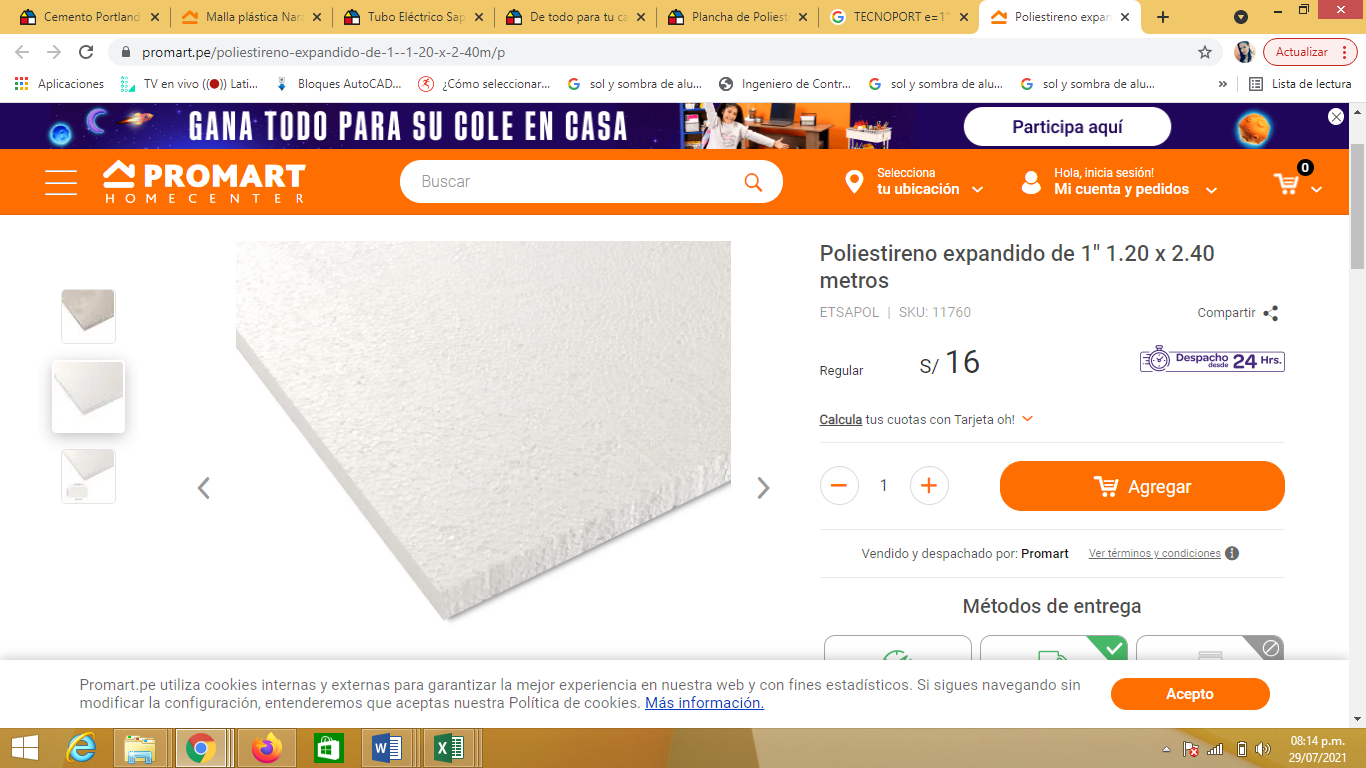 Cemento Portland
Malla plástica Nara
Tubo Eléctrico Sap
De todo para tu ca
Plancha de Poliest
TECNOPORT e=1"
Poliestireno expan
promart.pe/poliestireno-expandido-de-1--1-20-x-2-40m/p
Actualizar
Aplicaciones
TV en vivo ((●)) Lati...
Bloques AutoCAD...
¿Cómo seleccionar...
sol y sombra de alu...
Ingeniero de Contr...
sol y sombra de alu...
sol y sombra de alu...
»
Lista de lectura
GANA TODO PARA SU COLE EN CASA
Participa aquí
PROMART
HOMECENTER
Buscar
Selecciona
tu ubicación
Hola, inicia sesión!
Mi cuenta y pedidos
0
Poliestireno expandido de 1" 1.20 x 2.40
metros
ETSAPOL | SKU: 11760
Compartir
Regular
S/ 16
Despacho
desde 24 Hrs.
Calcula tus cuotas con Tarjeta oh!
1
Agregar
Vendido y despachado por: Promart
Ver términos y condiciones
Métodos de entrega
Promart.pe utiliza cookies internas y externas para garantizar la mejor experiencia en nuestra web y con fines estadísticos. Si sigues navegando sin
modificar la configuración, entenderemos que aceptas nuestra Política de cookies. Más información.
Acepto
08:14 p.m.
29/07/2021